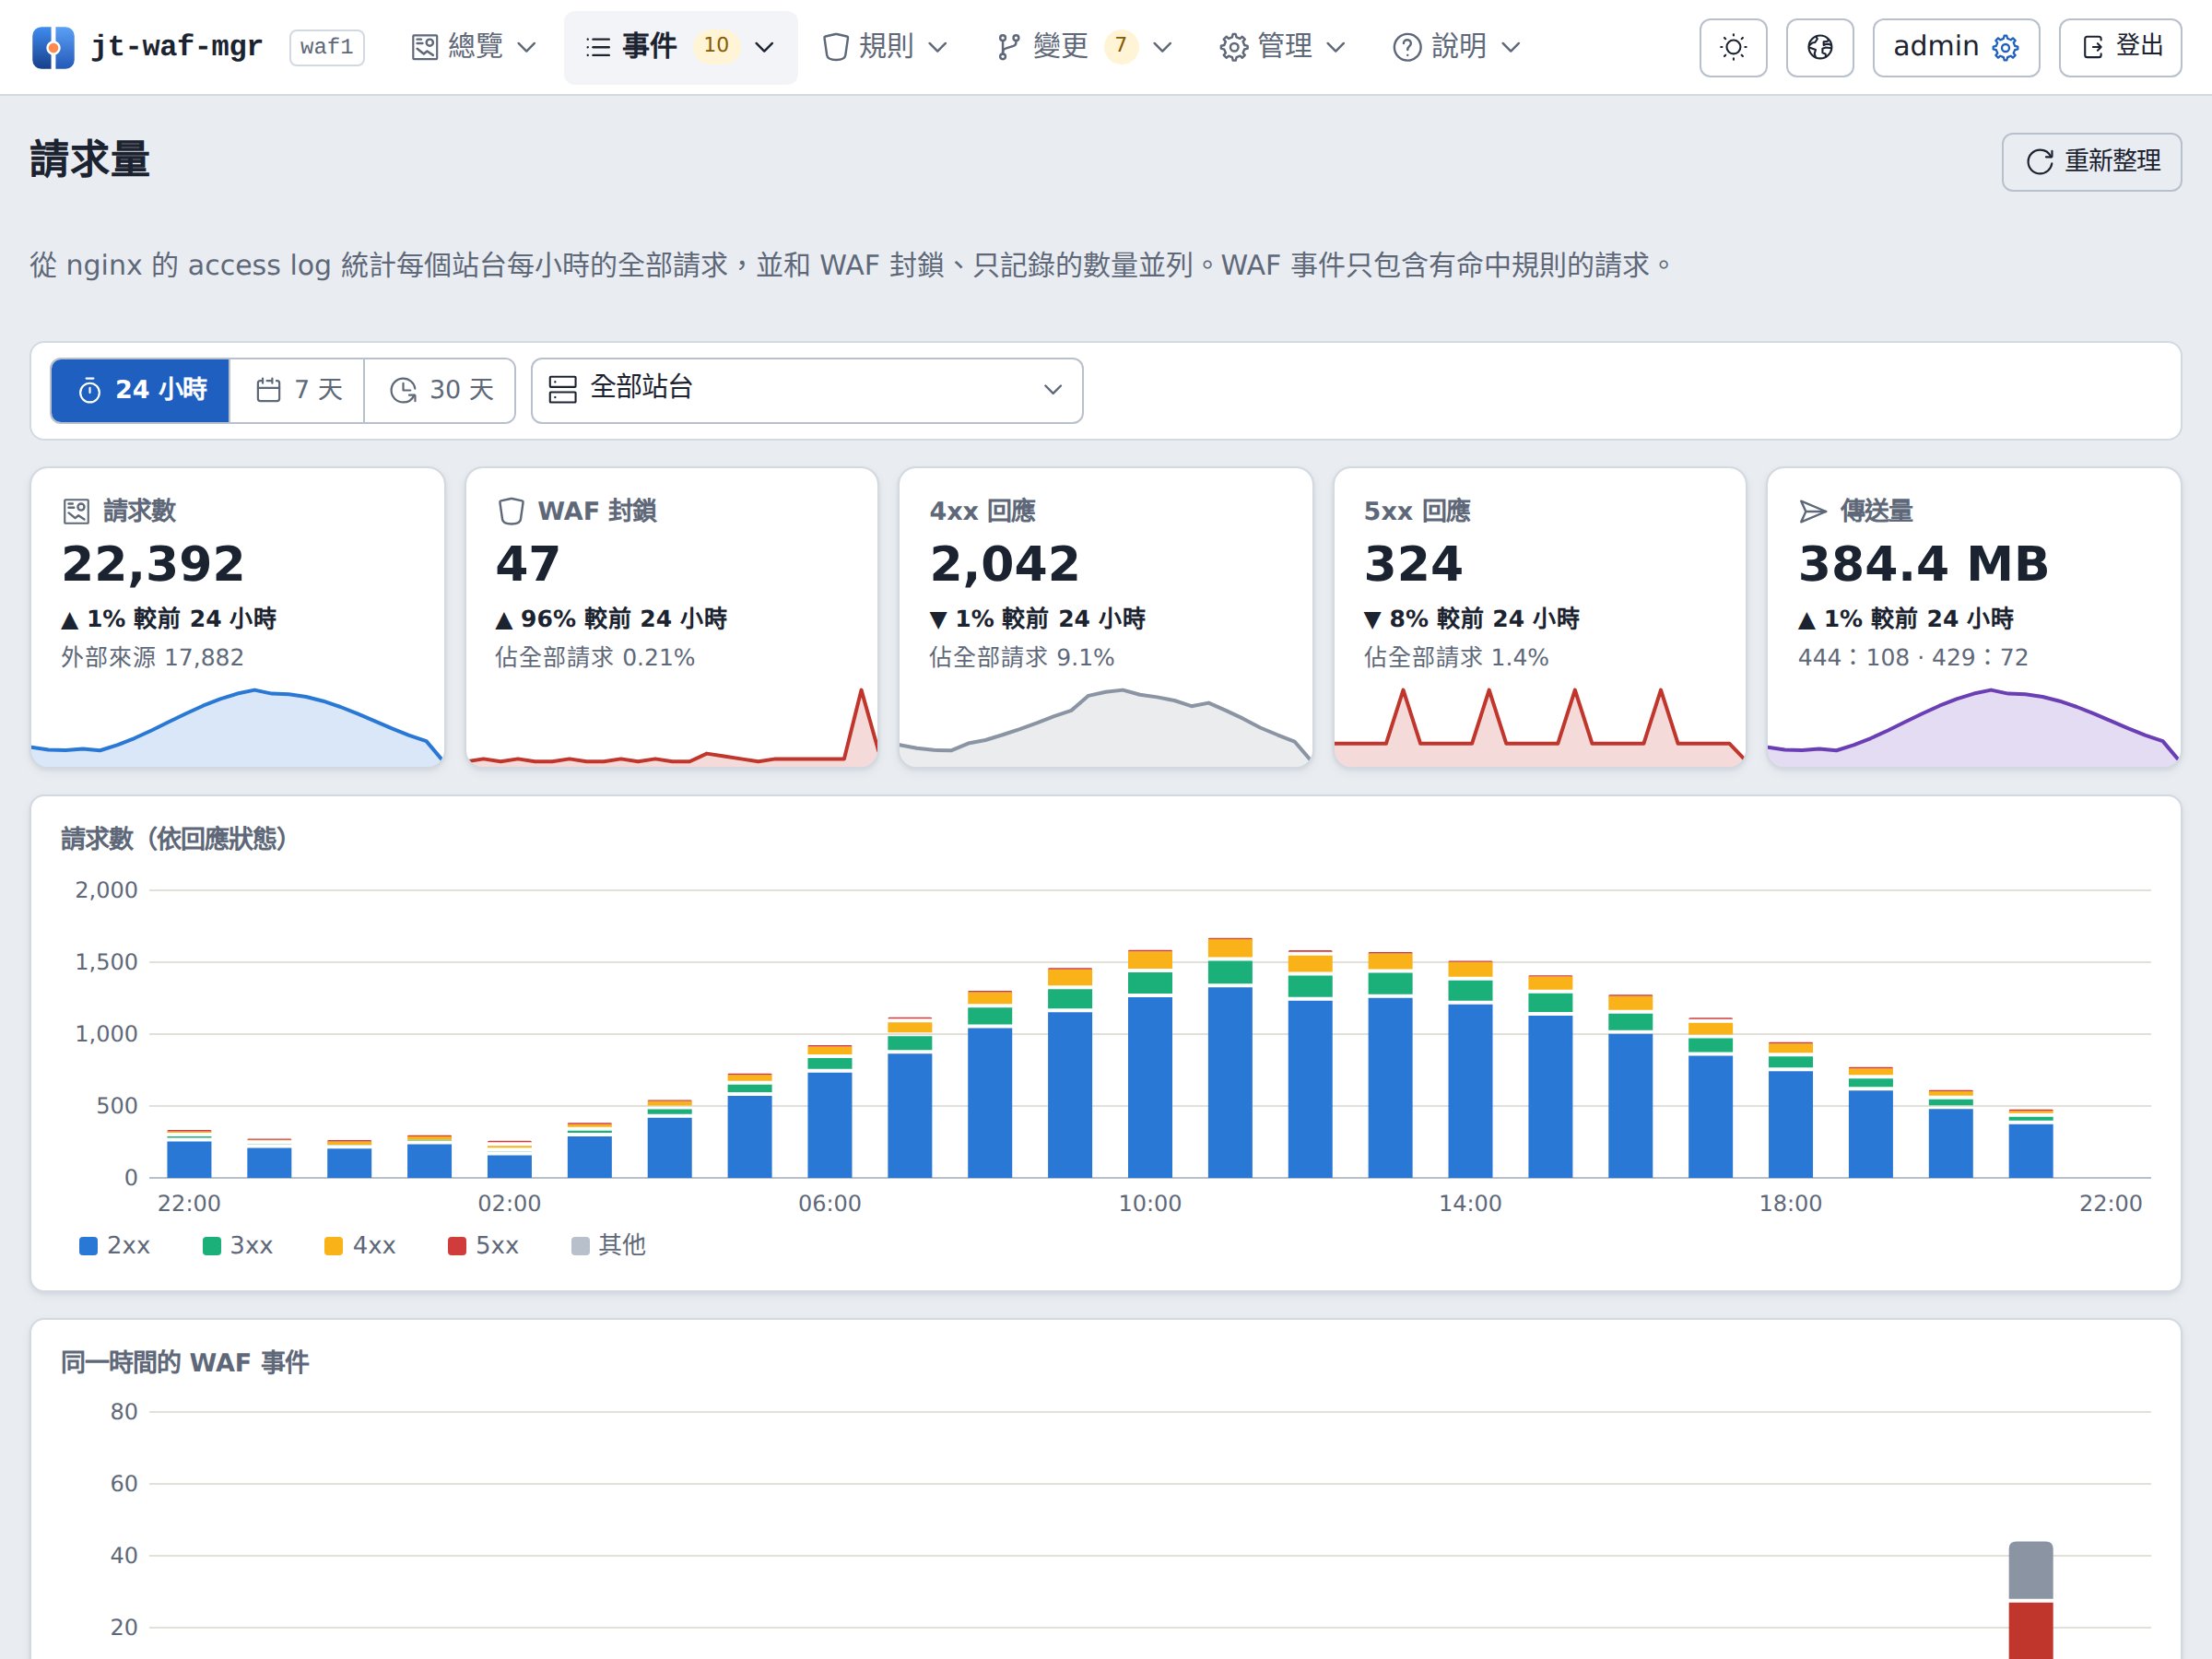 jt-waf-mgr waf1 總覽 事件 10 規則 變更 7 管理 說明 admin 登出
請求量
重新整理
從 nginx 的 access log 統計每個站台每小時的全部請求，並和 WAF 封鎖、只記錄的數量並列。WAF 事件只包含有命中規則的請求。
24 小時 7 天 30 天 全部站台
請求數
22,392
▲ 1% 較前 24 小時
外部來源 17,882
WAF 封鎖
47
▲ 96% 較前 24 小時
佔全部請求 0.21%
4xx 回應
2,042
▼ 1% 較前 24 小時
佔全部請求 9.1%
5xx 回應
324
▼ 8% 較前 24 小時
佔全部請求 1.4%
傳送量
384.4 MB
▲ 1% 較前 24 小時
444：108 · 429：72
請求數（依回應狀態）
2,000
1,500
1,000
500
0
22:00 02:00 06:00 10:00 14:00 18:00 22:00
2xx 3xx 4xx 5xx 其他
同一時間的 WAF 事件
80
60
40
20